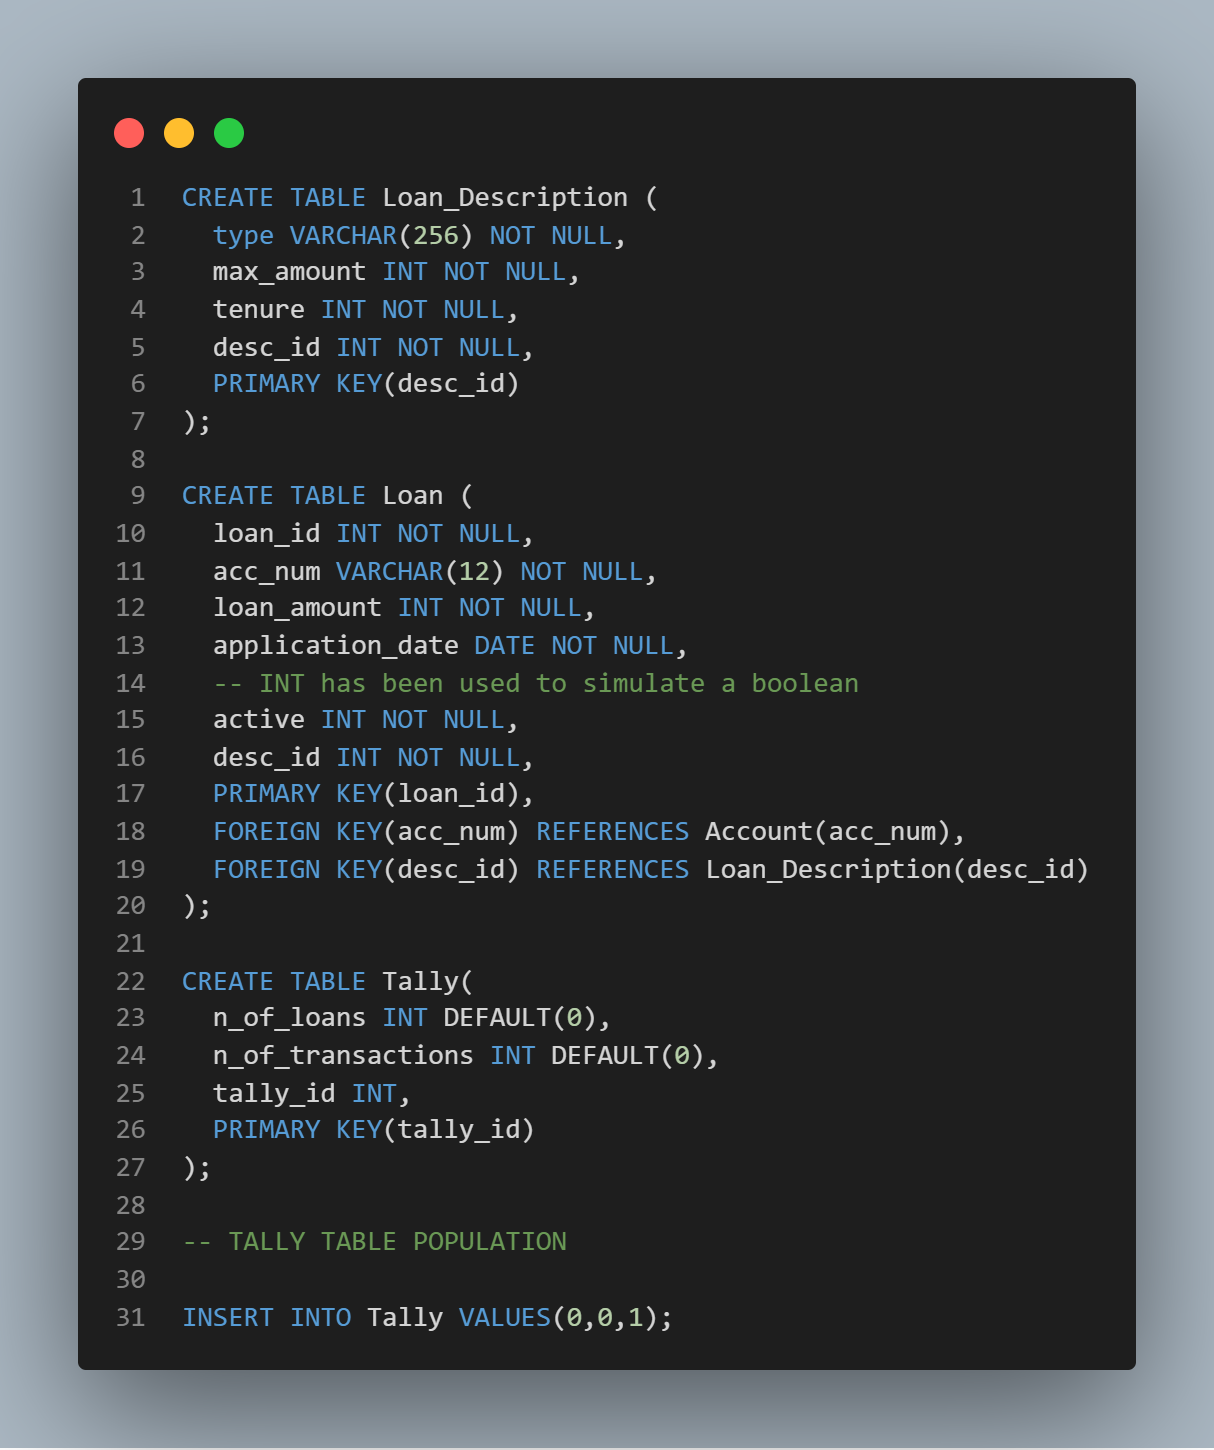 1 CREATE TABLE Loan_Description (
2   type VARCHAR(256) NOT NULL,
3   max_amount INT NOT NULL,
4   tenure INT NOT NULL,
5   desc_id INT NOT NULL,
6   PRIMARY KEY(desc_id)
7 );
8
9 CREATE TABLE Loan (
10   loan_id INT NOT NULL,
11   acc_num VARCHAR(12) NOT NULL,
12   loan_amount INT NOT NULL,
13   application_date DATE NOT NULL,
14   -- INT has been used to simulate a boolean
15   active INT NOT NULL,
16   desc_id INT NOT NULL,
17   PRIMARY KEY(loan_id),
18   FOREIGN KEY(acc_num) REFERENCES Account(acc_num),
19   FOREIGN KEY(desc_id) REFERENCES Loan_Description(desc_id)
20 );
21
22 CREATE TABLE Tally(
23   n_of_loans INT DEFAULT(0),
24   n_of_transactions INT DEFAULT(0),
25   tally_id INT,
26   PRIMARY KEY(tally_id)
27 );
28
29 -- TALLY TABLE POPULATION
30
31 INSERT INTO Tally VALUES(0,0,1);